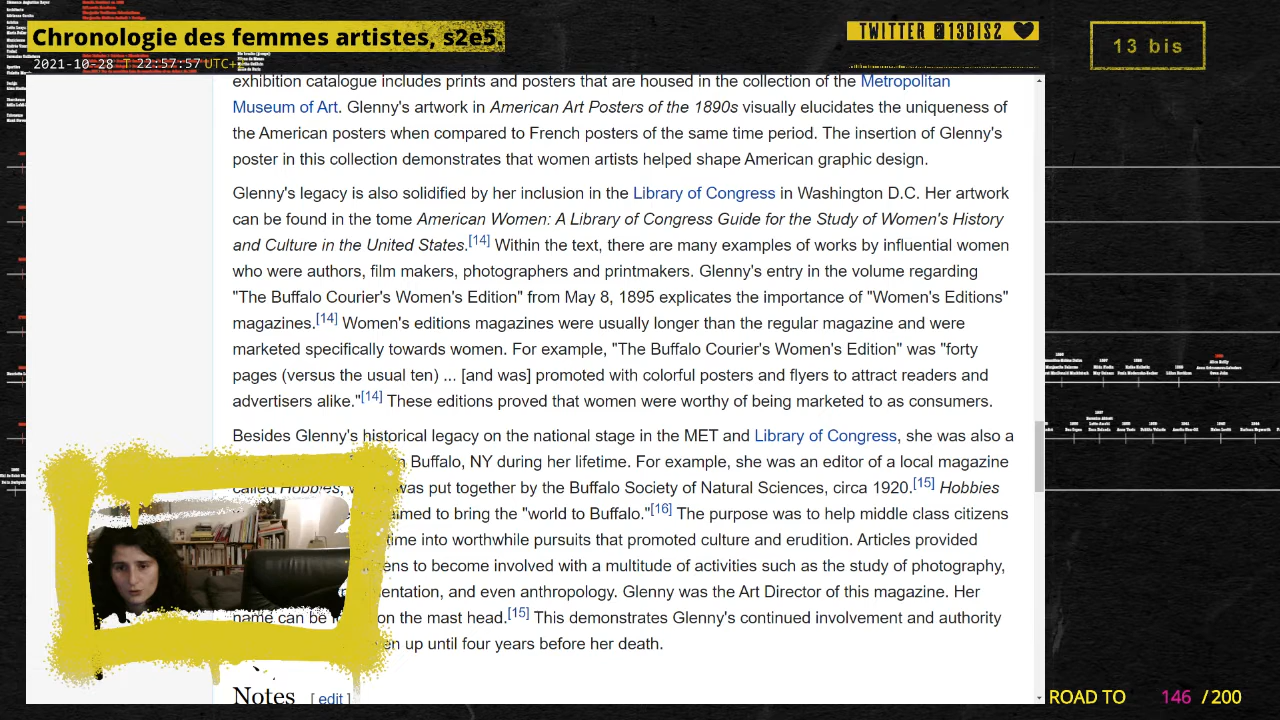 Chronologie des femmes artistes, s2e5
TWITTER @13BIS2
13 bis
2021-10-28 T 22:57:57 UTC+
exhibition catalogue includes prints and posters that are housed in the collection of the Metropolitan
Museum of Art. Glenny's artwork in American Art Posters of the 1890s visually elucidates the uniqueness of
the American posters when compared to French posters of the same time period. The insertion of Glenny's
poster in this collection demonstrates that women artists helped shape American graphic design.
Glenny's legacy is also solidified by her inclusion in the Library of Congress in Washington D.C. Her artwork
can be found in the tome American Women: A Library of Congress Guide for the Study of Women's History
and Culture in the United States.[14] Within the text, there are many examples of works by influential women
who were authors, film makers, photographers and printmakers. Glenny's entry in the volume regarding
"The Buffalo Courier's Women's Edition" from May 8, 1895 explicates the importance of "Women's Editions"
magazines.[14] Women's editions magazines were usually longer than the regular magazine and were
marketed specifically towards women. For example, "The Buffalo Courier's Women's Edition" was "forty
pages (versus the usual ten) ... [and was] promoted with colorful posters and flyers to attract readers and
advertisers alike."[14] These editions proved that women were worthy of being marketed to as consumers.
Besides Glenny's historical legacy on the national stage in the MET and Library of Congress, she was also a
Buffalo, NY during her lifetime. For example, she was an editor of a local magazine
called Hobbies, which was put together by the Buffalo Society of Natural Sciences, circa 1920.[15] Hobbies
aimed to bring the "world to Buffalo."[16] The purpose was to help middle class citizens
time into worthwhile pursuits that promoted culture and erudition. Articles provided
to become involved with a multitude of activities such as the study of photography,
and even anthropology. Glenny was the Art Director of this magazine. Her
name can be on the mast head.[15] This demonstrates Glenny's continued involvement and authority
up until four years before her death.
Notes [ edit ]
ROAD TO 146 / 200